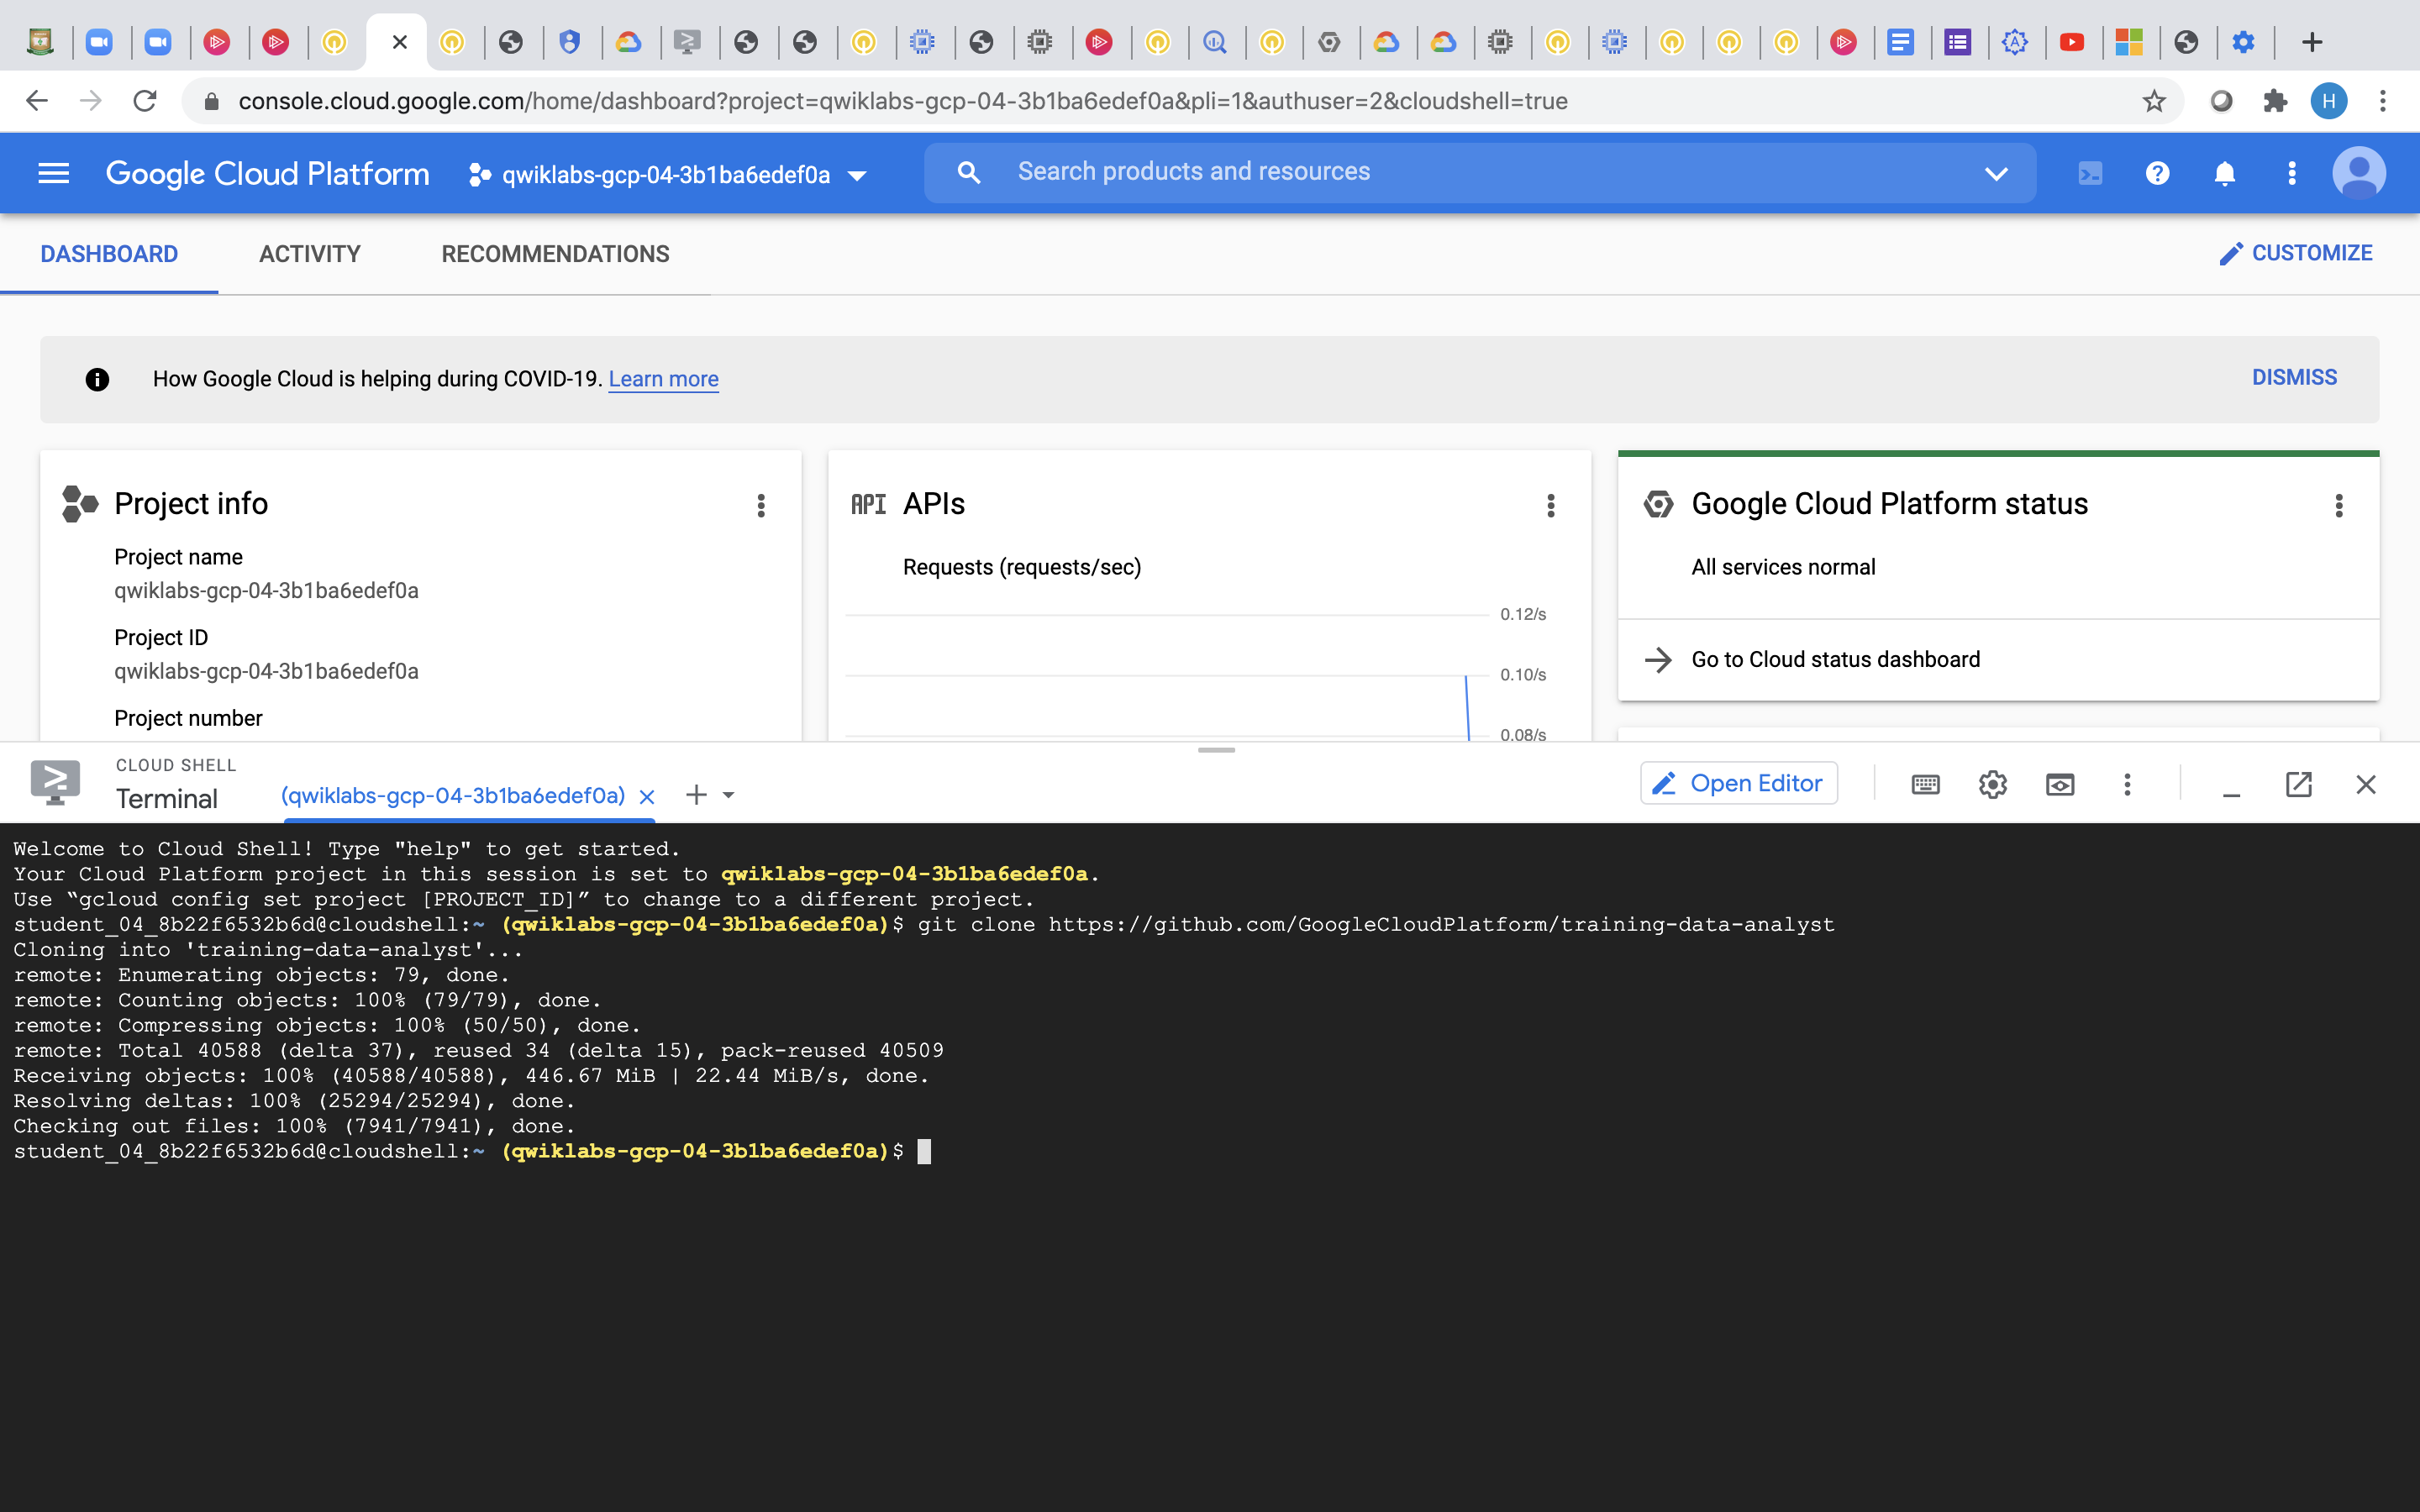 console.cloud.google.com/home/dashboard?project=qwiklabs-gcp-04-3b1ba6edef0a&pli=1&authuser=2&cloudshell=true
H
Google Cloud Platform
qwiklabs-gcp-04-3b1ba6edef0a
Search products and resources
DASHBOARD
ACTIVITY
RECOMMENDATIONS
CUSTOMIZE
How Google Cloud is helping during COVID-19. Learn more
DISMISS
Project info
Project name
qwiklabs-gcp-04-3b1ba6edef0a
Project ID
qwiklabs-gcp-04-3b1ba6edef0a
Project number
API APIs
Requests (requests/sec)
0.12/s
0.10/s
0.08/s
Google Cloud Platform status
All services normal
Go to Cloud status dashboard
CLOUD SHELL
Terminal
(qwiklabs-gcp-04-3b1ba6edef0a)
Open Editor
Welcome to Cloud Shell! Type "help" to get started.
Your Cloud Platform project in this session is set to qwiklabs-gcp-04-3b1ba6edef0a.
Use “gcloud config set project [PROJECT_ID]” to change to a different project.
student_04_8b22f6532b6d@cloudshell:~ (qwiklabs-gcp-04-3b1ba6edef0a)$ git clone https://github.com/GoogleCloudPlatform/training-data-analyst
Cloning into 'training-data-analyst'...
remote: Enumerating objects: 79, done.
remote: Counting objects: 100% (79/79), done.
remote: Compressing objects: 100% (50/50), done.
remote: Total 40588 (delta 37), reused 34 (delta 15), pack-reused 40509
Receiving objects: 100% (40588/40588), 446.67 MiB | 22.44 MiB/s, done.
Resolving deltas: 100% (25294/25294), done.
Checking out files: 100% (7941/7941), done.
student_04_8b22f6532b6d@cloudshell:~ (qwiklabs-gcp-04-3b1ba6edef0a)$